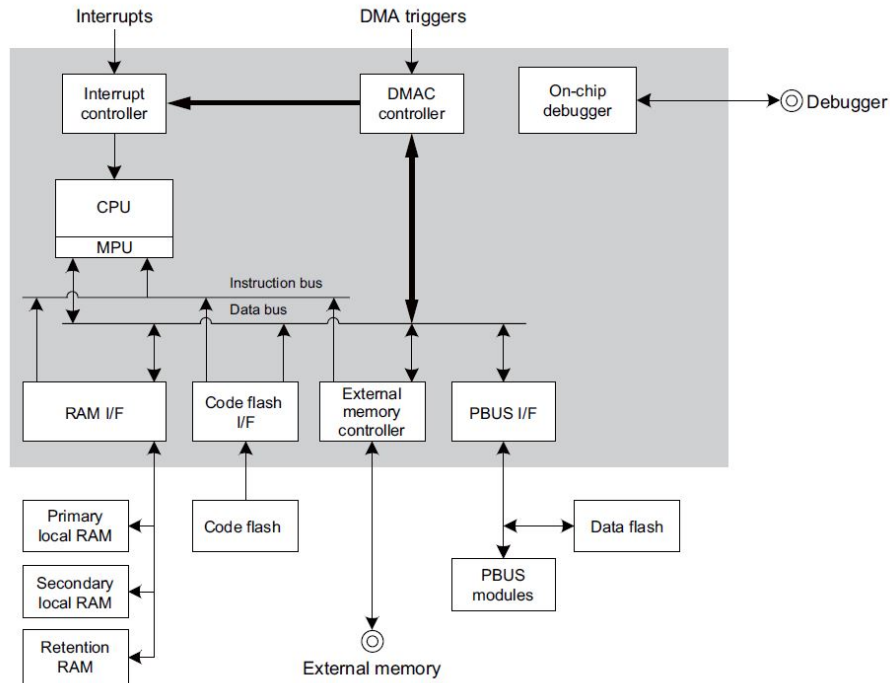 Interrupts
DMA triggers
Interrupt
controller
DMAC
controller
On-chip
debugger
Debugger
CPU
MPU
Instruction bus
Data bus
RAM I/F
Code flash
I/F
External
memory
controller
PBUS I/F
Primary
local RAM
Code flash
Data flash
Secondary
local RAM
PBUS
modules
Retention
RAM
External memory